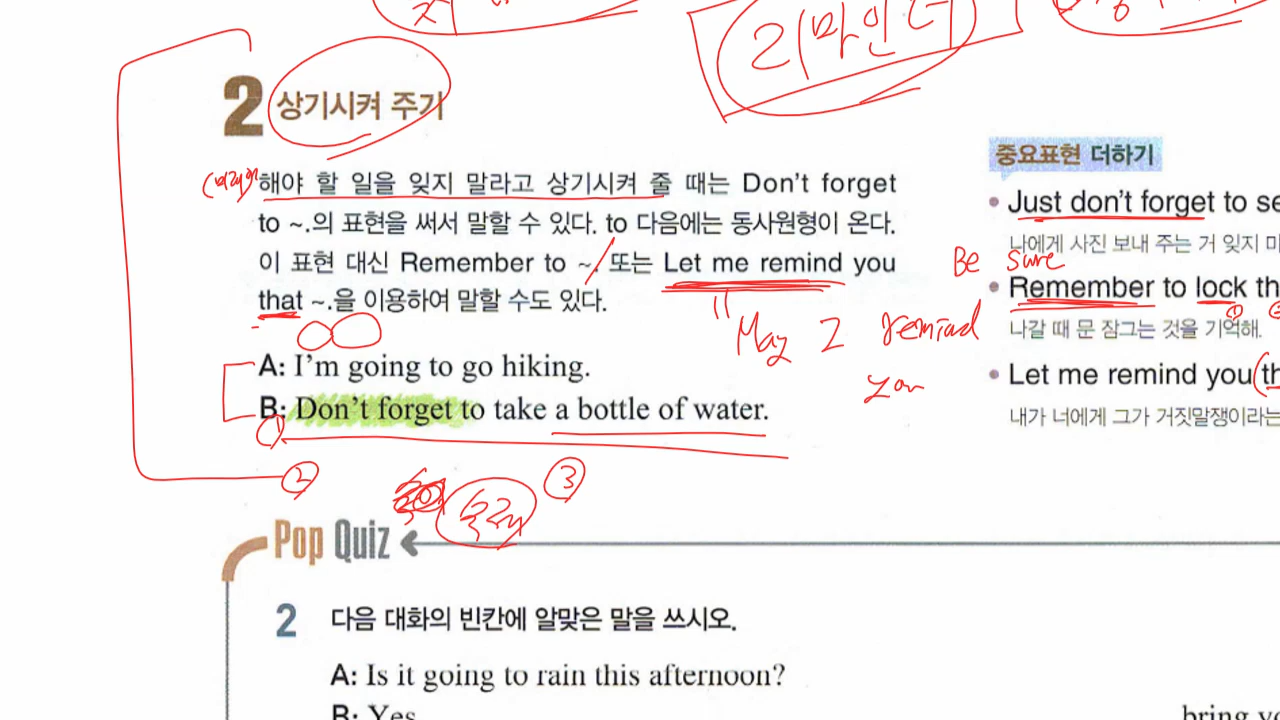 리마인더
2 상기시켜 주기
해야 할 일을 잊지 말라고 상기시켜 줄 때는 Don't forget
to ~.의 표현을 써서 말할 수 있다. to 다음에는 동사원형이 온다.
이 표현 대신 Remember to ~. 또는 Let me remind you
that ~.을 이용하여 말할 수도 있다.
May I remind
you
A: I'm going to go hiking.
B: Don't forget to take a bottle of water.
①
②
③
중요표현 더하기
• Just don't forget to se
나에게 사진 보내 주는 거 잊지 마
Be sure
• Remember to lock th
①
나갈 때 문 잠그는 것을 기억해.
• Let me remind you (th
내가 너에게 그가 거짓말쟁이라는
Pop Quiz
2 다음 대화의 빈칸에 알맞은 말을 쓰시오.
A: Is it going to rain this afternoon?
B: Yes bring yo